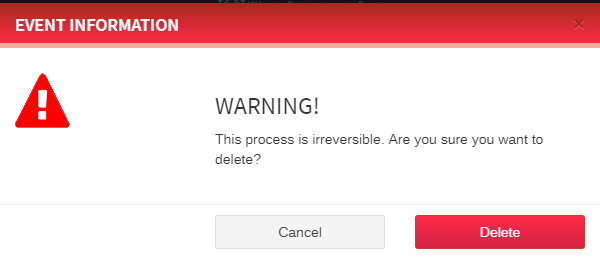 EVENT INFORMATION
×
WARNING!
This process is irreversible. Are you sure you want to
delete?
Cancel
Delete